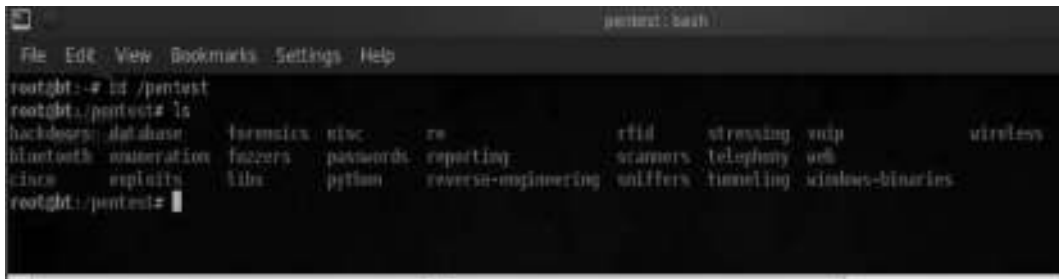 pentest : bash
File Edit View Bookmarks Settings Help
root@bt:~# cd /pentest
root@bt:/pentest# ls
backdoors database forensics misc re rfid stressing voip wireless
bluetooth enumeration fuzzers passwords reporting scanners telephony web
cisco exploits libs python reverse-engineering sniffers tunneling windows-binaries
root@bt:/pentest#